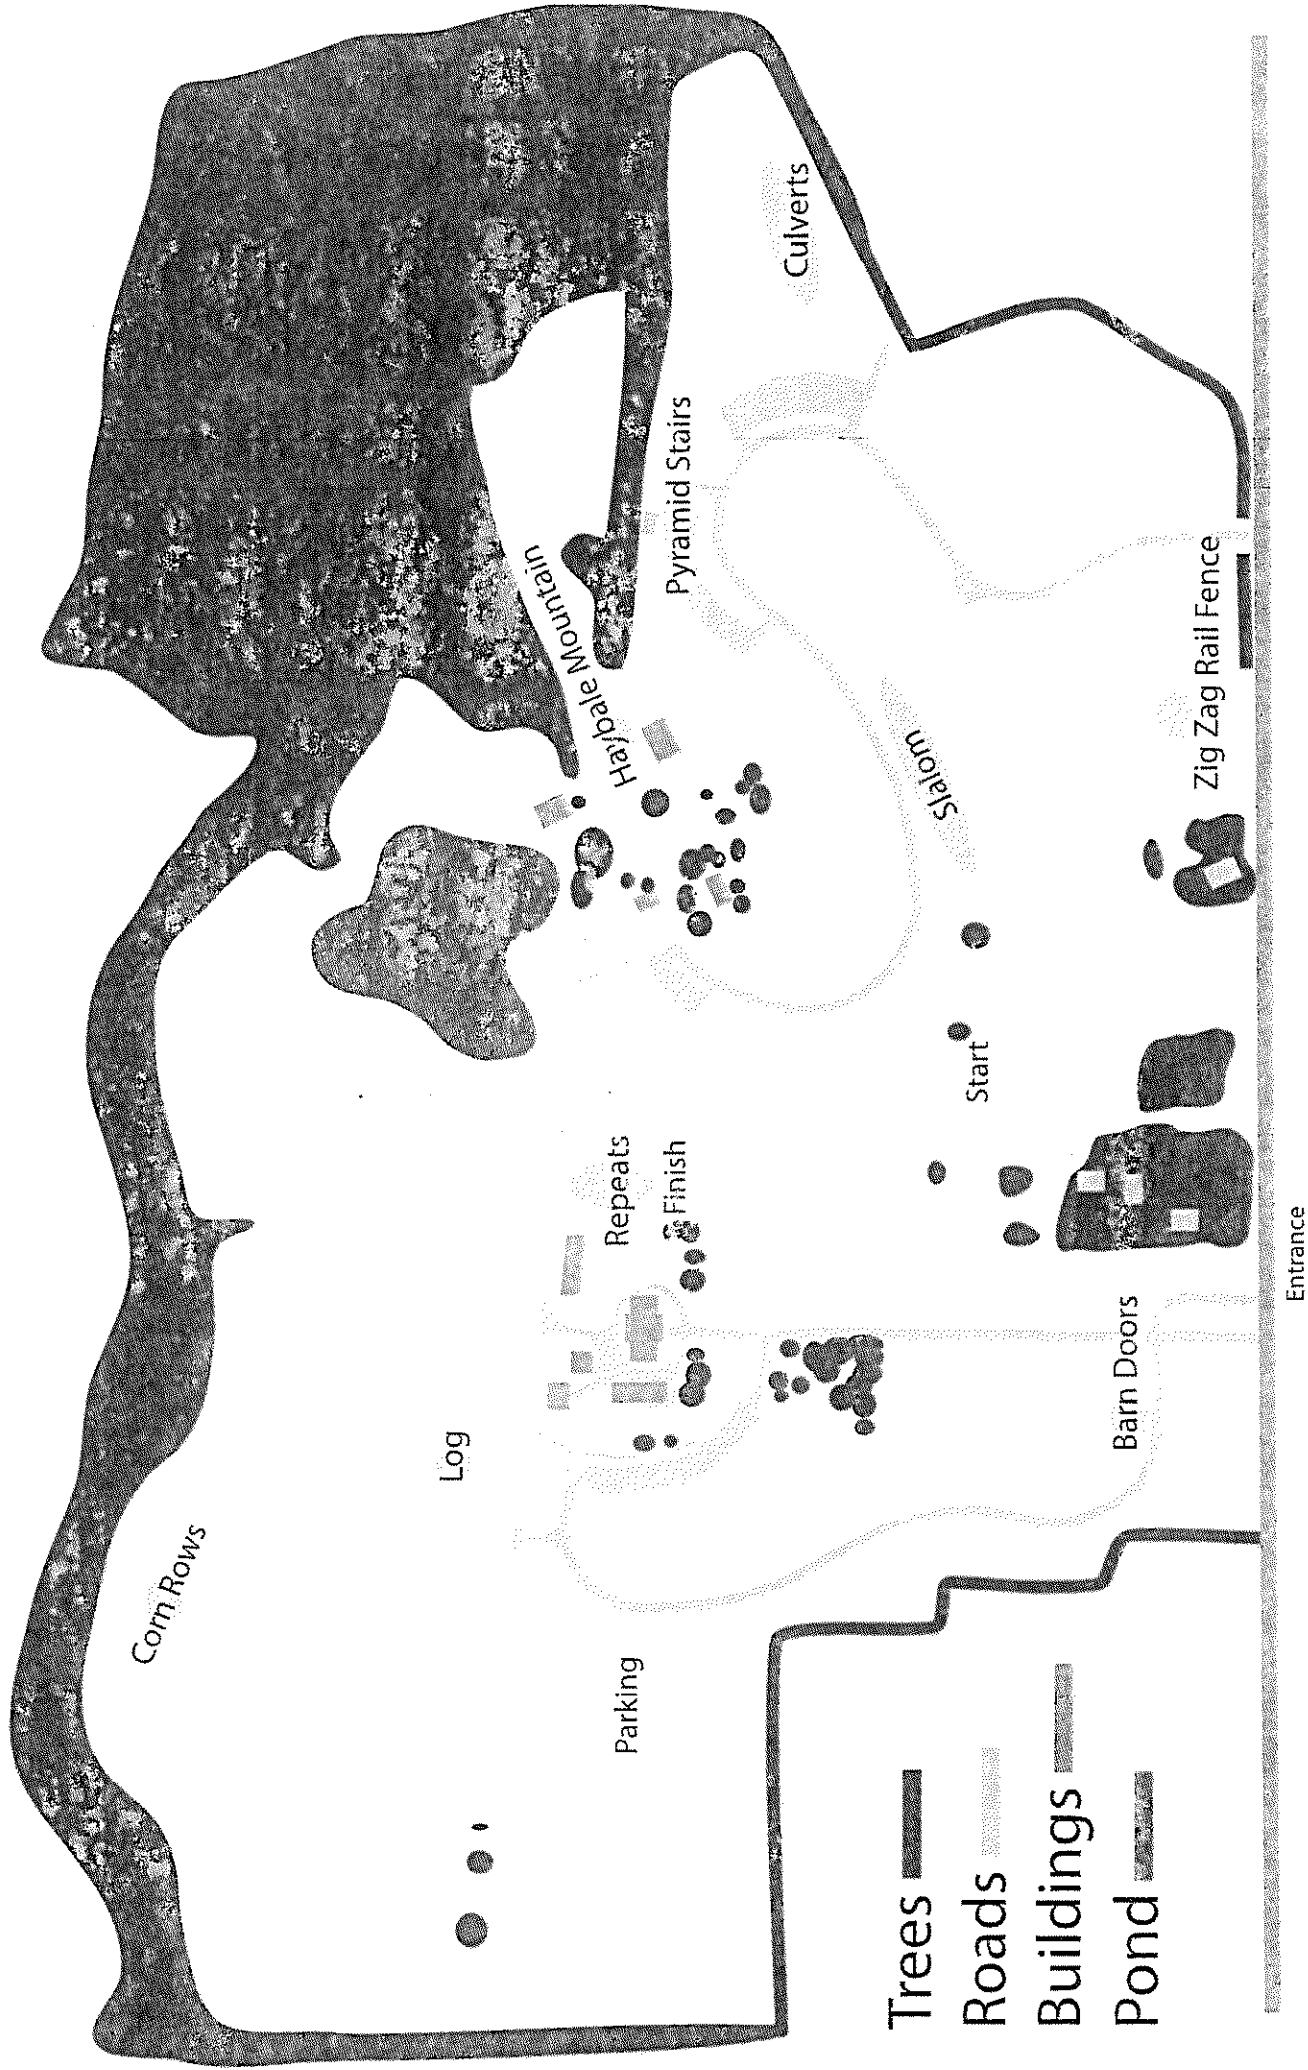 Corn Rows
Log
Parking
Repeats
Finish
Haybale Mountain
Pyramid Stairs
Culverts
Slalom
Start
Barn Doors
Zig Zag Rail Fence
Entrance
Trees
Roads
Buildings
Pond